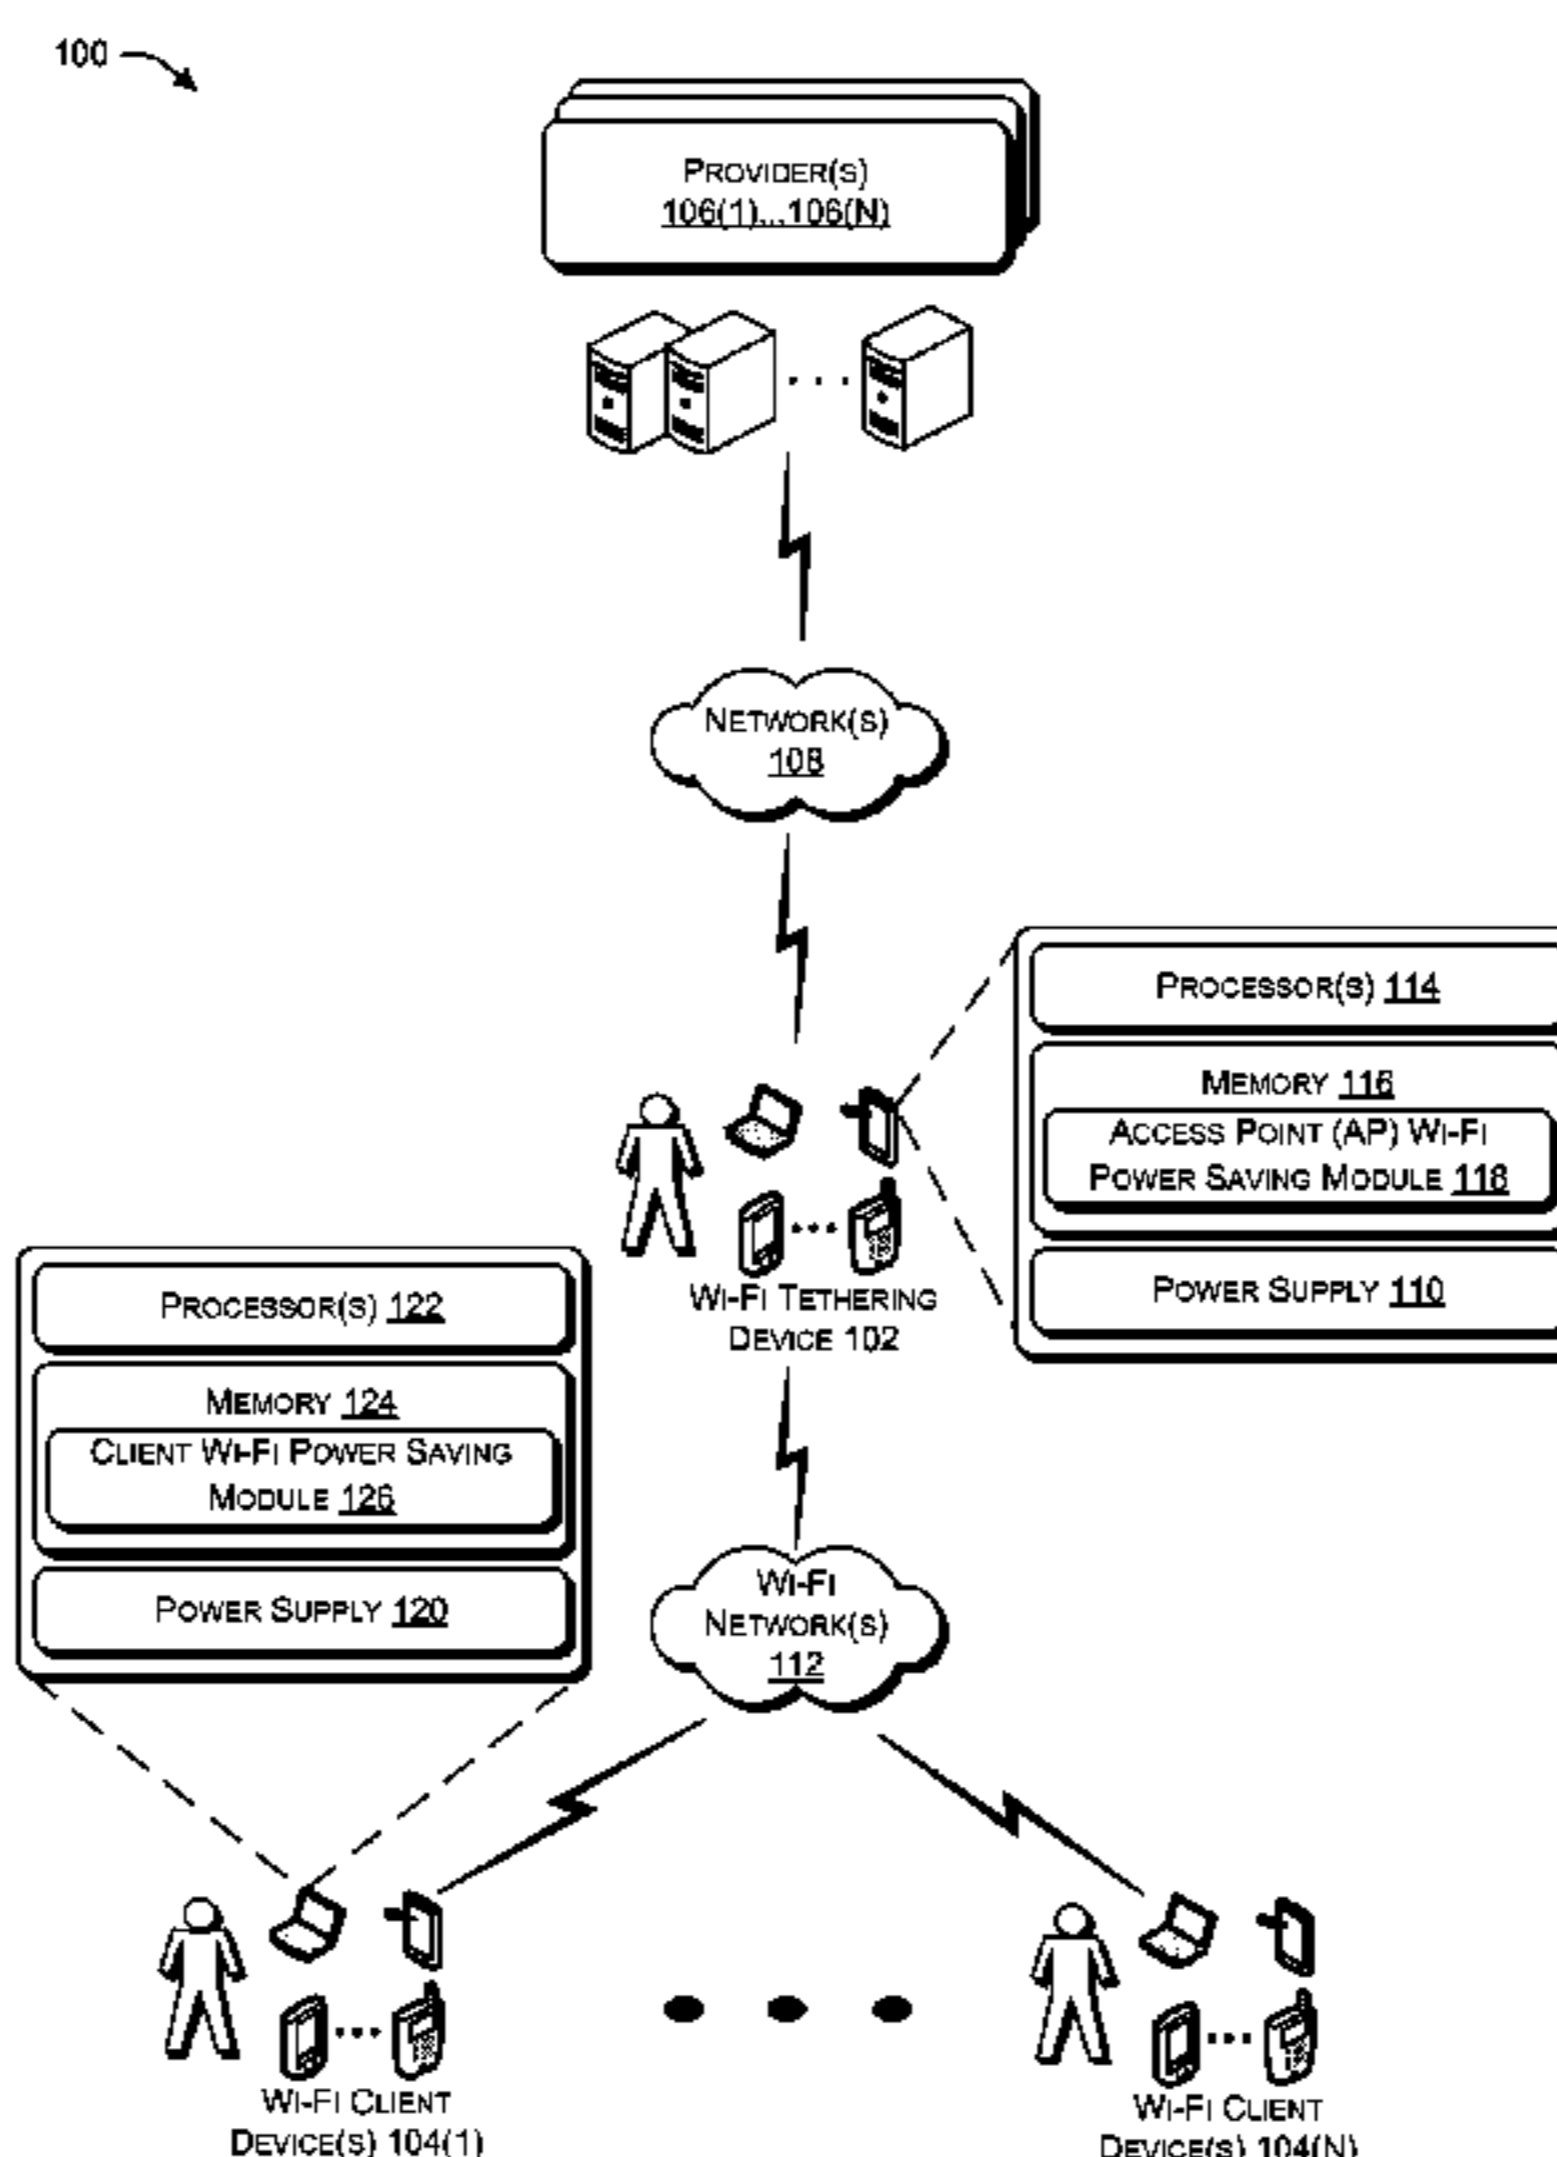 100
PROVIDER(S)
106(1)...106(N)
NETWORK(S)
108
PROCESSOR(S) 114
MEMORY 116
ACCESS POINT (AP) WI-FI
POWER SAVING MODULE 118
POWER SUPPLY 110
WI-FI TETHERING
DEVICE 102
PROCESSOR(S) 122
MEMORY 124
CLIENT WI-FI POWER SAVING
MODULE 126
POWER SUPPLY 120
WI-FI
NETWORK(S)
112
WI-FI CLIENT
DEVICE(S) 104(1)
WI-FI CLIENT
DEVICE(S) 104(N)